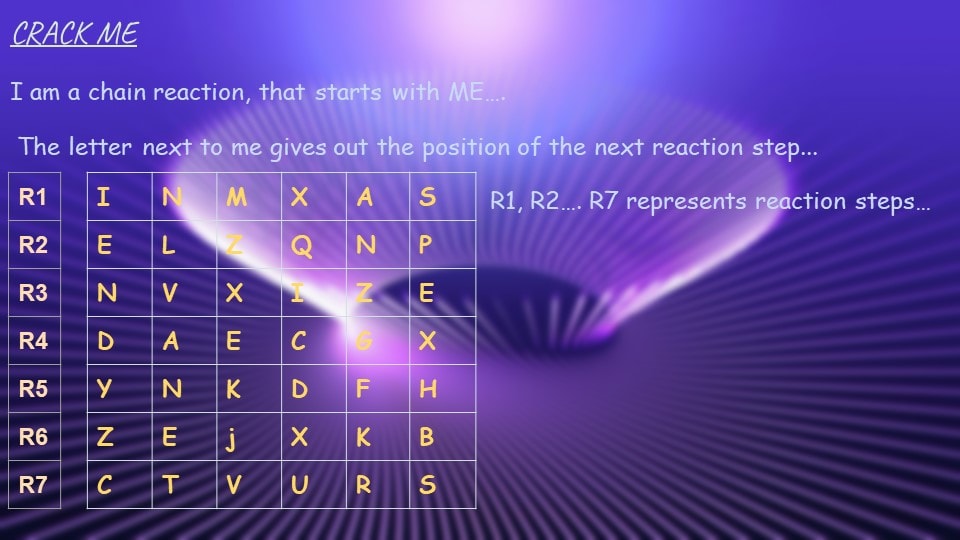 CRACK ME
I am a chain reaction, that starts with ME....
The letter next to me gives out the position of the next reaction step...
R1, R2.... R7 represents reaction steps...
R1 I N M X A S
R2 E L Z Q N P
R3 N V X I Z E
R4 D A E C G X
R5 Y N K D F H
R6 Z E j X K B
R7 C T V U R S